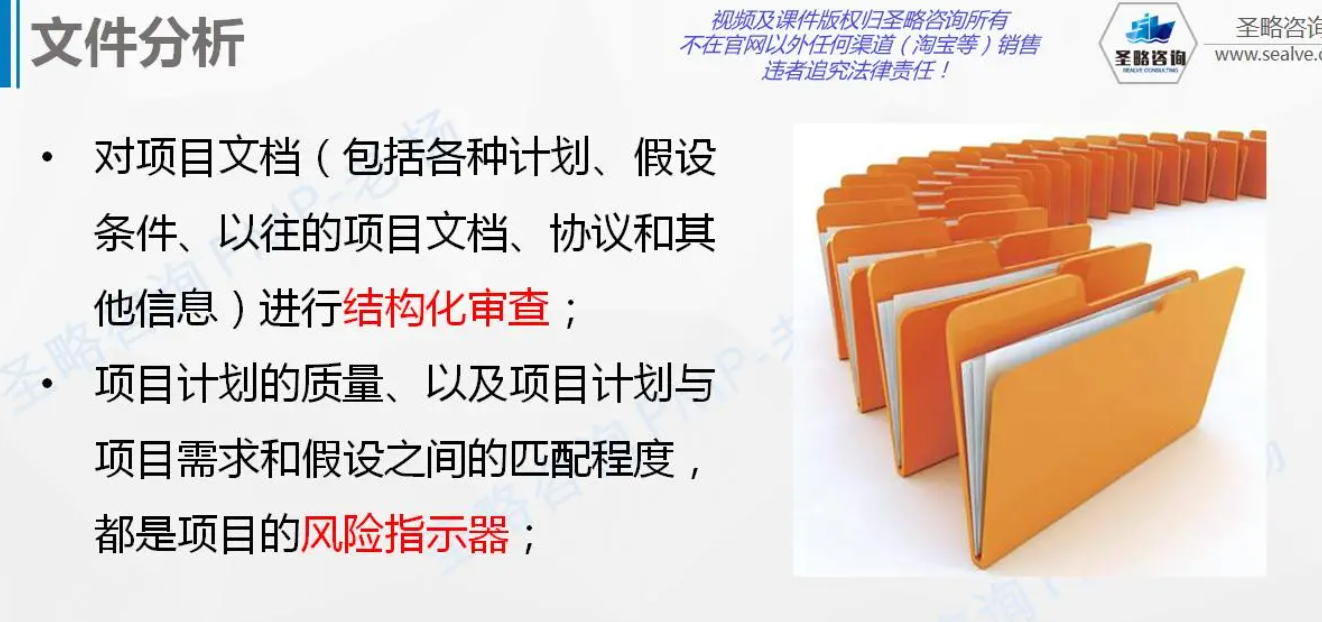 文件分析
视频及课件版权归圣略咨询所有
不在官网以外任何渠道（淘宝等）销售
违者追究法律责任！
圣略咨询
SEALVE CONSULTING
圣略咨询
www.sealve.c
• 对项目文档（包括各种计划、假设
条件、以往的项目文档、协议和其
他信息）进行结构化审查；
• 项目计划的质量、以及项目计划与
项目需求和假设之间的匹配程度，
都是项目的风险指示器；